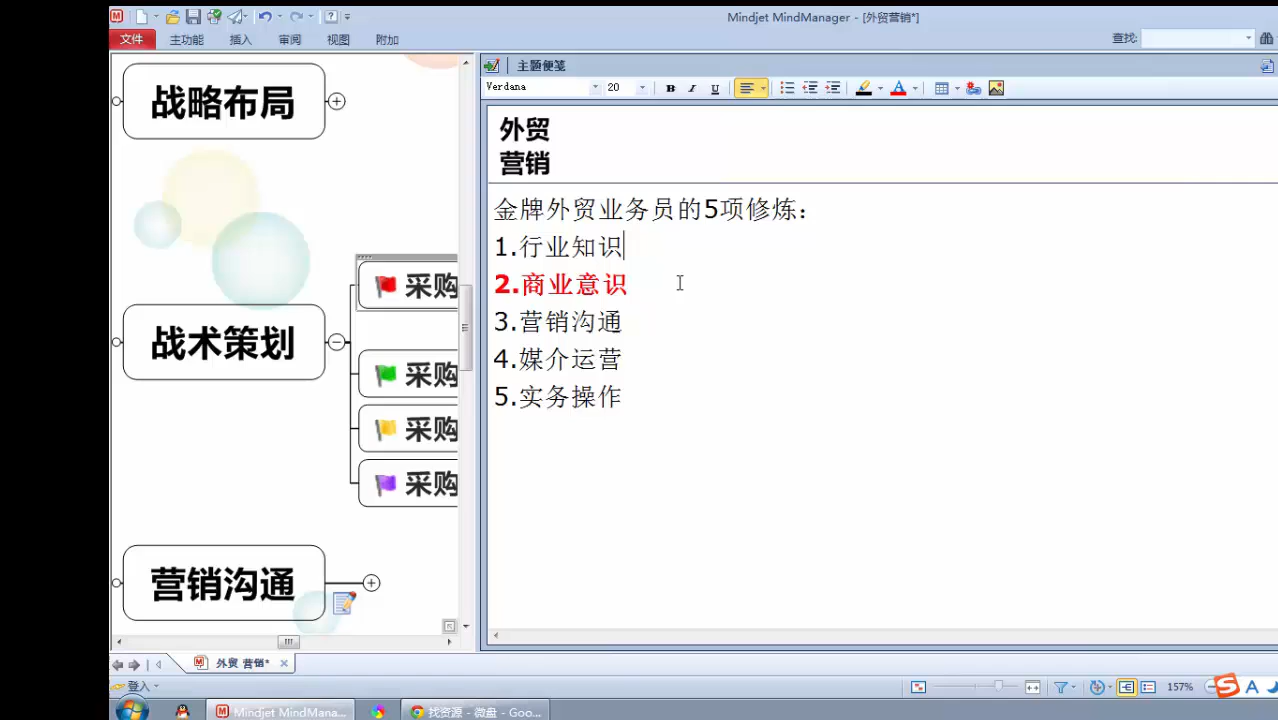 Mindjet MindManager - [外贸营销*]
文件 主功能 插入 审阅 视图 附加
查找:
战略布局
战术策划
采购
采购
采购
采购
营销沟通
主题便笺
Verdana 20 B I U
外贸
营销
金牌外贸业务员的5项修炼:
1.行业知识
2.商业意识
3.营销沟通
4.媒介运营
5.实务操作
外贸 营销*
登入
157%
Mindjet MindMana...
找资源 - 微盘 - Goo...